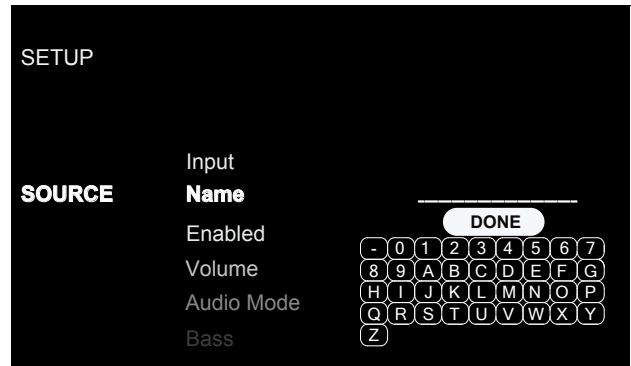 SETUP
Input
SOURCE Name _____________
DONE
Enabled
- 0 1 2 3 4 5 6 7
Volume
8 9 A B C D E F G
H I J K L M N O P
Audio Mode
Q R S T U V W X Y
Bass
Z